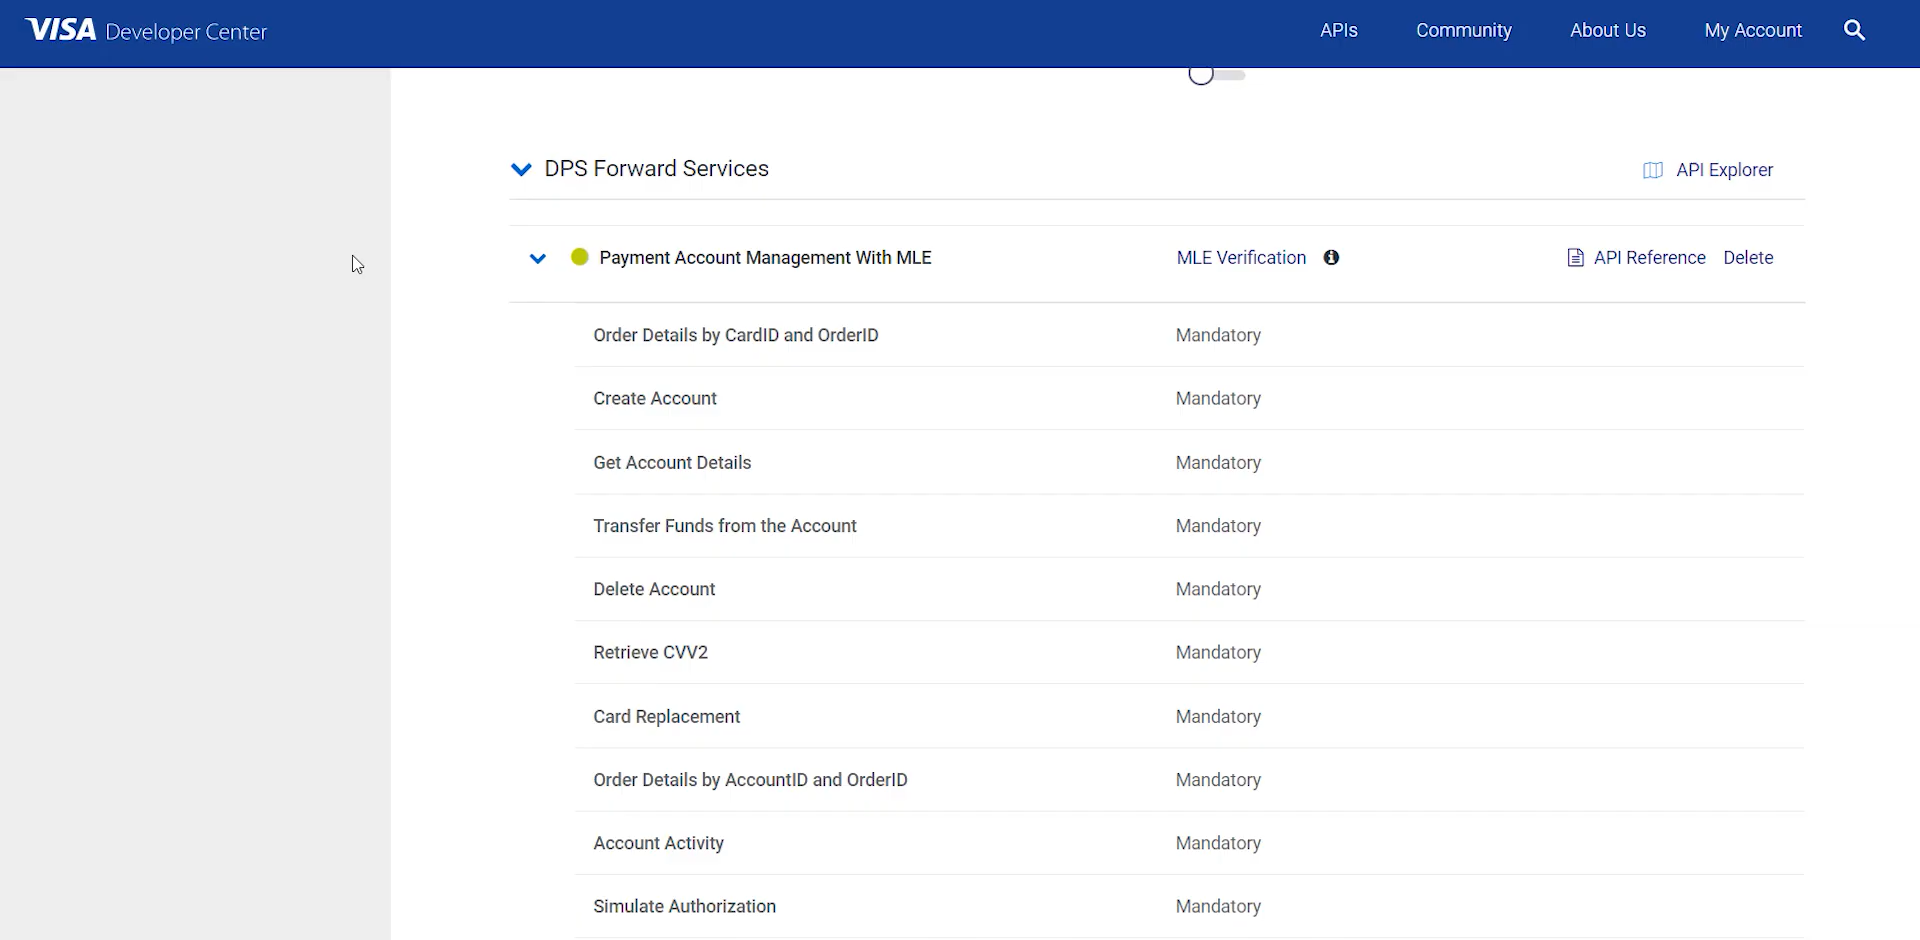 VISA Developer Center
APIs
Community
About Us
My Account
DPS Forward Services
API Explorer
Payment Account Management With MLE
MLE Verification
API Reference
Delete
Order Details by CardID and OrderID
Mandatory
Create Account
Mandatory
Get Account Details
Mandatory
Transfer Funds from the Account
Mandatory
Delete Account
Mandatory
Retrieve CVV2
Mandatory
Card Replacement
Mandatory
Order Details by AccountID and OrderID
Mandatory
Account Activity
Mandatory
Simulate Authorization
Mandatory